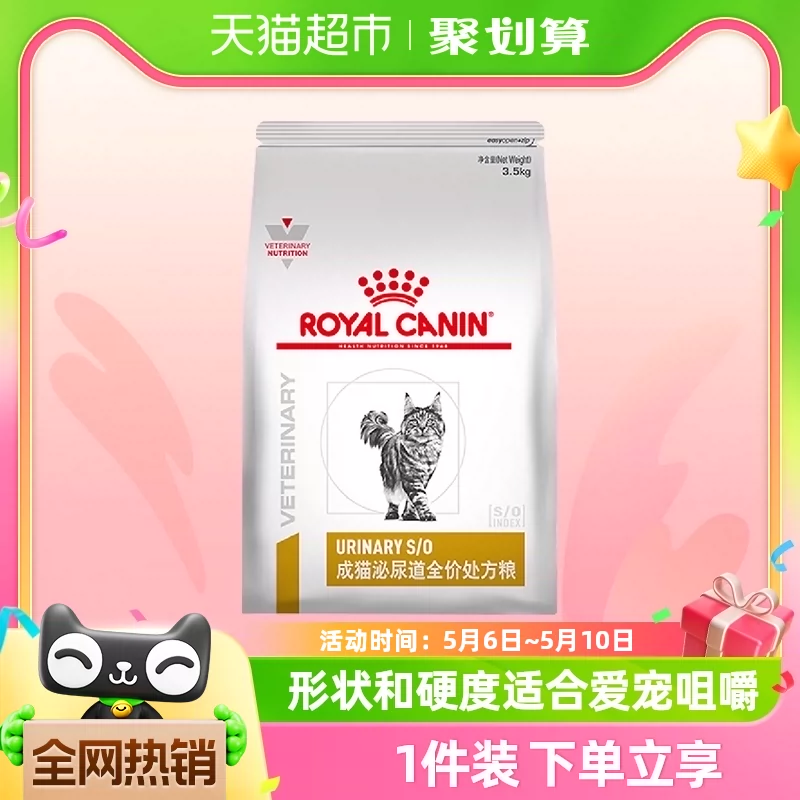 天猫超市 聚划算
easyopen+zip
净含量(Net Weight)
3.5kg
VETERINARY
NUTRITION
ROYAL CANIN®
HEALTH NUTRITION SINCE 1968
VETERINARY
S/O
INDEX
URINARY S/O
成猫泌尿道全价处方粮
活动时间：5月6日~5月10日
形状和硬度适合爱宠咀嚼
全网热销
1件装 下单立享